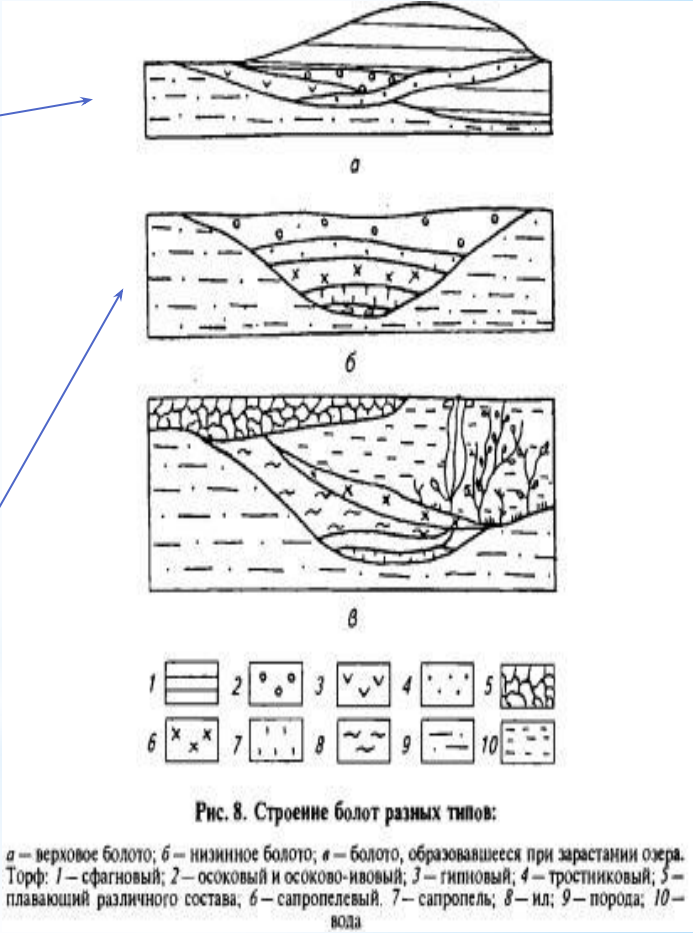 а
б
в
1 2 3 4 5
6 7 8 9 10
Рис. 8. Строение болот разных типов:
а — верховое болото; б — низинное болото; в — болото, образовавшееся при зарастании озера.
Торф: 1 — сфагновый; 2 — осоковый и осоково-ивовый; 3 — гипновый; 4 — тростниковый; 5 —
плавающий различного состава; 6 — сапропелевый. 7 — сапропель; 8 — ил; 9 — порода; 10 —
вода